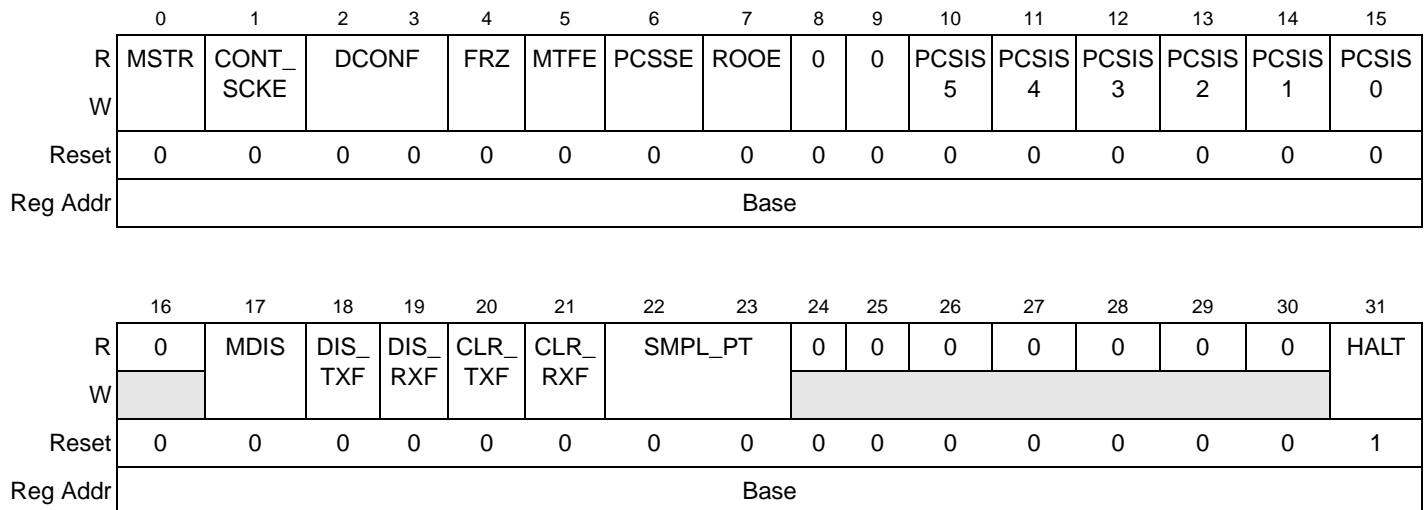 0 1 2 3 4 5 6 7 8 9 10 11 12 13 14 15
R MSTR CONT_ DCONF FRZ MTFE PCSSE ROOE 0 0 PCSIS PCSIS PCSIS PCSIS PCSIS PCSIS
SCKE 5 4 3 2 1 0
W
Reset 0 0 0 0 0 0 0 0 0 0 0 0 0 0 0 0
Reg Addr Base
16 17 18 19 20 21 22 23 24 25 26 27 28 29 30 31
R 0 MDIS DIS_ DIS_ CLR_ CLR_ SMPL_PT 0 0 0 0 0 0 0 HALT
TXF RXF TXF RXF
W
Reset 0 0 0 0 0 0 0 0 0 0 0 0 0 0 0 1
Reg Addr Base